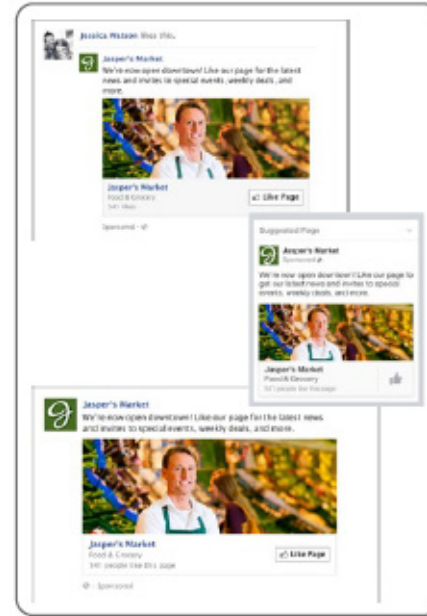 Jessica Watson likes this.
Jasper's Market
We're now open downtown! Like our page for the latest
news and invites to special events, weekly deals, and
more.
Jasper's Market
Food & Grocery
likes
Like Page
Sponsored
Suggested Page
Jasper's Market
Sponsored
We're now open downtown! Like our page to
get our latest news and invites to special
events, weekly deals, and more.
Jasper's Market
Food & Grocery
people like this page
Jasper's Market
We're now open downtown! Like our page for the latest news
and invites to special events, weekly deals, and more.
Jasper's Market
Food & Grocery
people like this page
Like Page
Sponsored